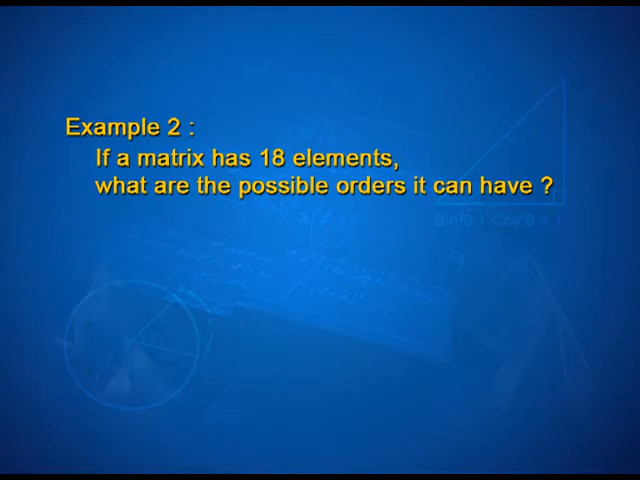 Example 2 :
If a matrix has 18 elements,
what are the possible orders it can have ?